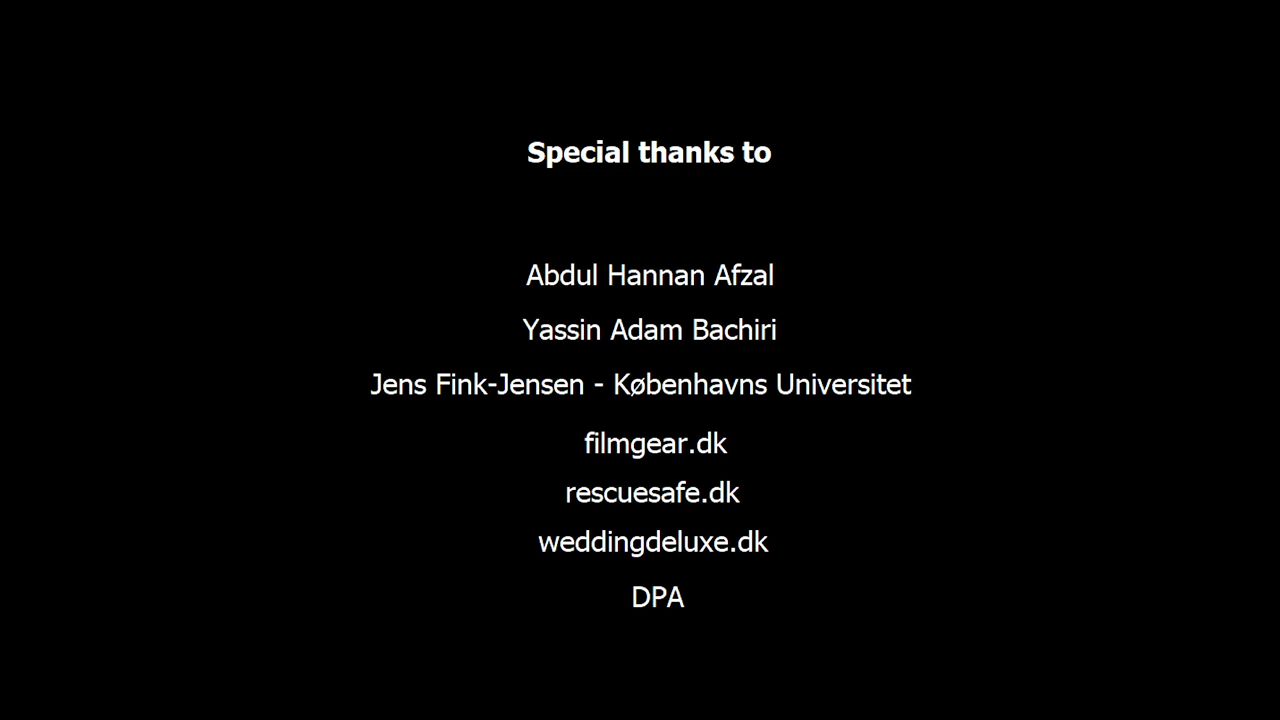 Special thanks to
Abdul Hannan Afzal
Yassin Adam Bachiri
Jens Fink-Jensen - Københavns Universitet
filmgear.dk
rescuesafe.dk
weddingdeluxe.dk
DPA